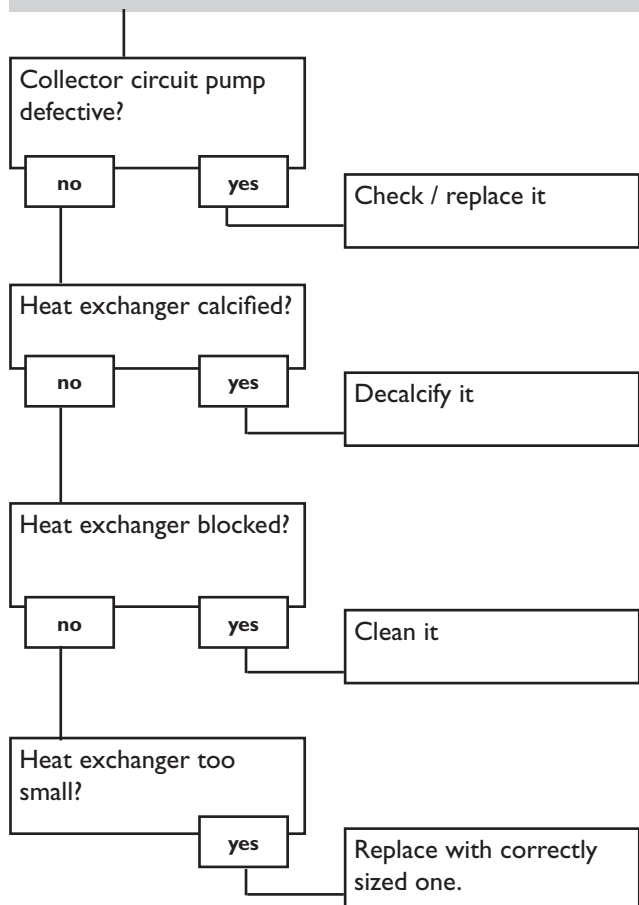 Collector circuit pump
defective?
no
yes
Check / replace it
Heat exchanger calcified?
no
yes
Decalcify it
Heat exchanger blocked?
no
yes
Clean it
Heat exchanger too
small?
yes
Replace with correctly
sized one.